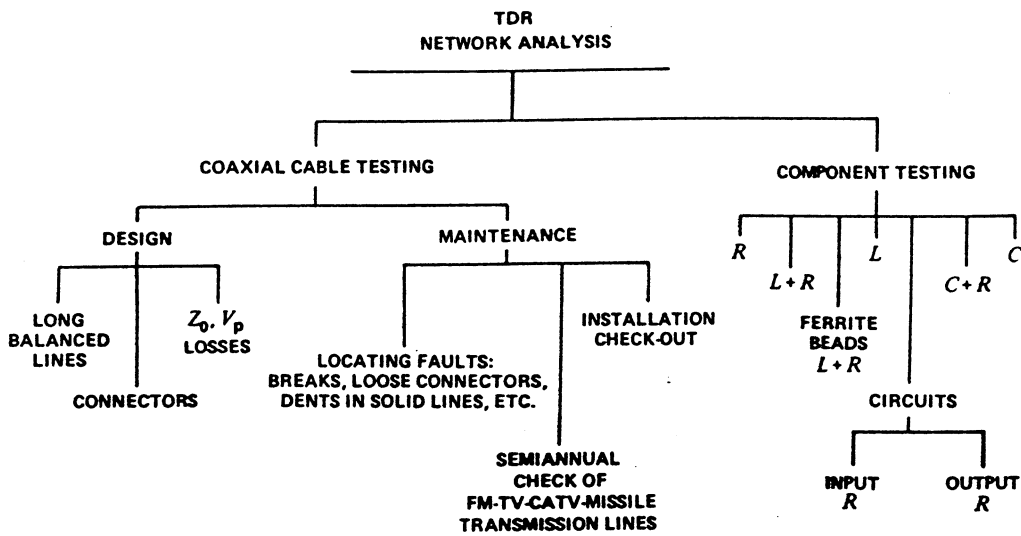 TDR
NETWORK ANALYSIS
COAXIAL CABLE TESTING
COMPONENT TESTING
DESIGN
MAINTENANCE
LONG
BALANCED
LINES
CONNECTORS
Z₀, Vₚ
LOSSES
LOCATING FAULTS:
BREAKS, LOOSE CONNECTORS,
DENTS IN SOLID LINES, ETC.
SEMIANNUAL
CHECK OF
FM-TV-CATV-MISSILE
TRANSMISSION LINES
INSTALLATION
CHECK-OUT
R
L+R
FERRITE
BEADS
L+R
L
CIRCUITS
INPUT
R
OUTPUT
R
C+R
C